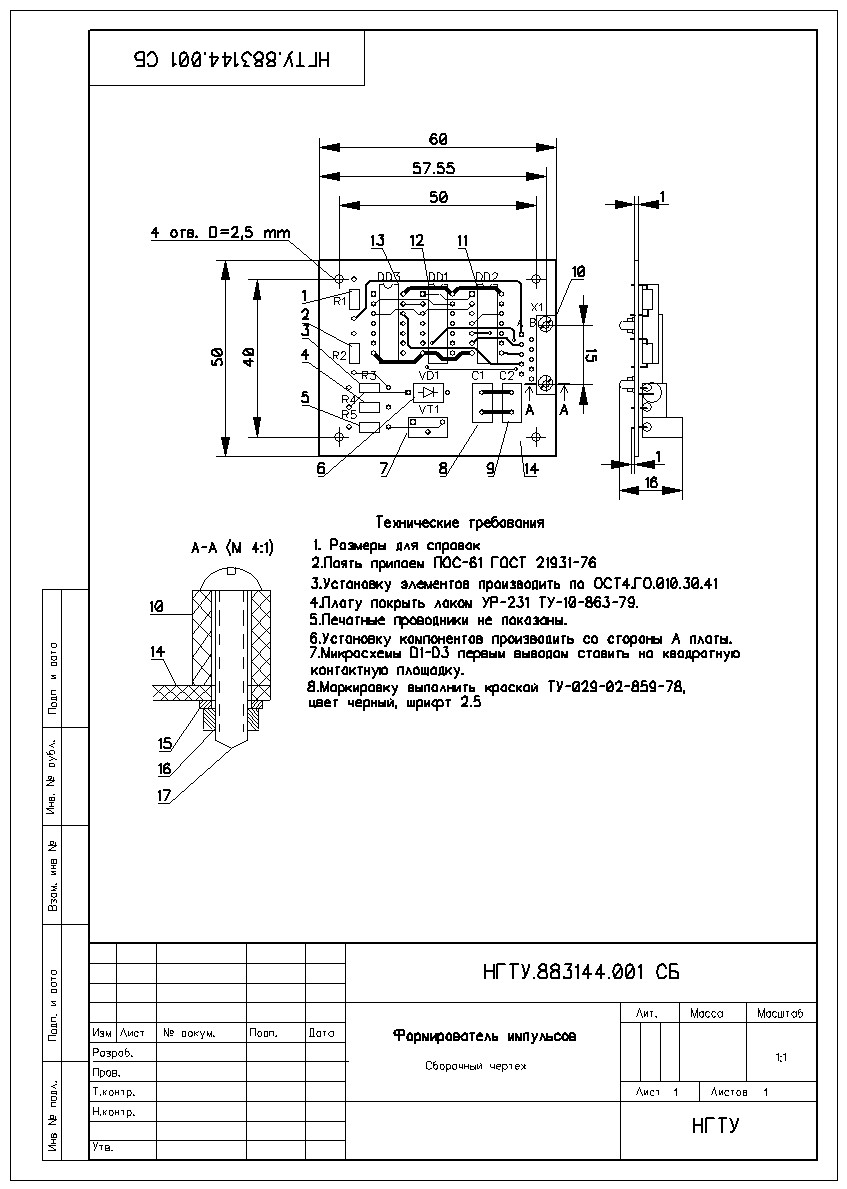 НГТУ.883144.001 СБ
60
57.55
50
1
4 отв. D=2,5 mm
13
12
11
10
DD3
DD1
DD2
1
R1
X1
2
A
B
50
40
15
3
R2
4
R3
VD1
C1
C2
5
R4
A
A
R5
VT1
6
7
8
9
14
1
16
Технические требования
А-А (М 4:1)
1. Размеры для справок
2.Паять припаем ПОС-61 ГОСТ 21931-76
3.Установку элементов производить по ОСТ4.ГО.010.30.41
4.Плату покрыть лаком УР-231 ТУ-10-863-79.
5.Печатные проводники не показаны.
6.Установку компонентов производить со стороны А платы.
7.Микросхемы D1-D3 первым выводом ставить на квадратную
контактную площадку.
8.Маркировку выполнить краской ТУ-029-02-859-78,
цвет черный, шрифт 2.5
10
14
15
16
17
Подп и дата
Инв. № дубл.
Взам. инв №
Подп. и дата
Инв № подл.
НГТУ.883144.001 СБ
Изм Лист № докум. Подп. Дата
Разраб.
Пров.
Т.контр.
Н.контр.
Утв.
Формирователь импульсов
Сборочный чертеж
Лит. Масса Масштаб
1:1
Лист 1 Листов 1
НГТУ